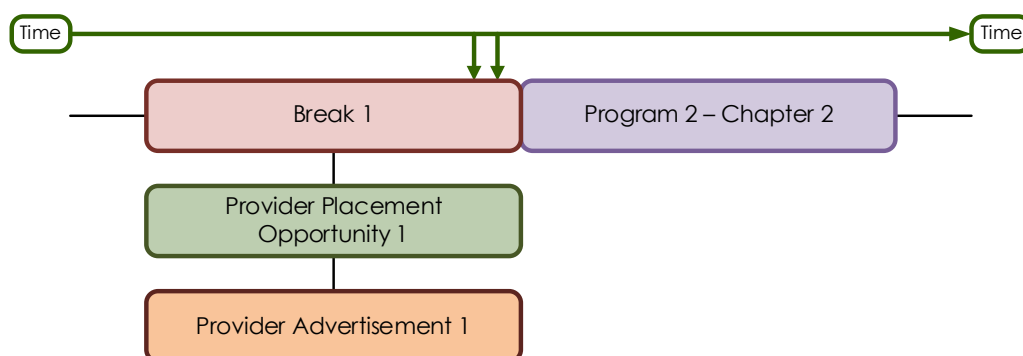 Time
Time
Break 1
Program 2 – Chapter 2
Provider Placement
Opportunity 1
Provider Advertisement 1